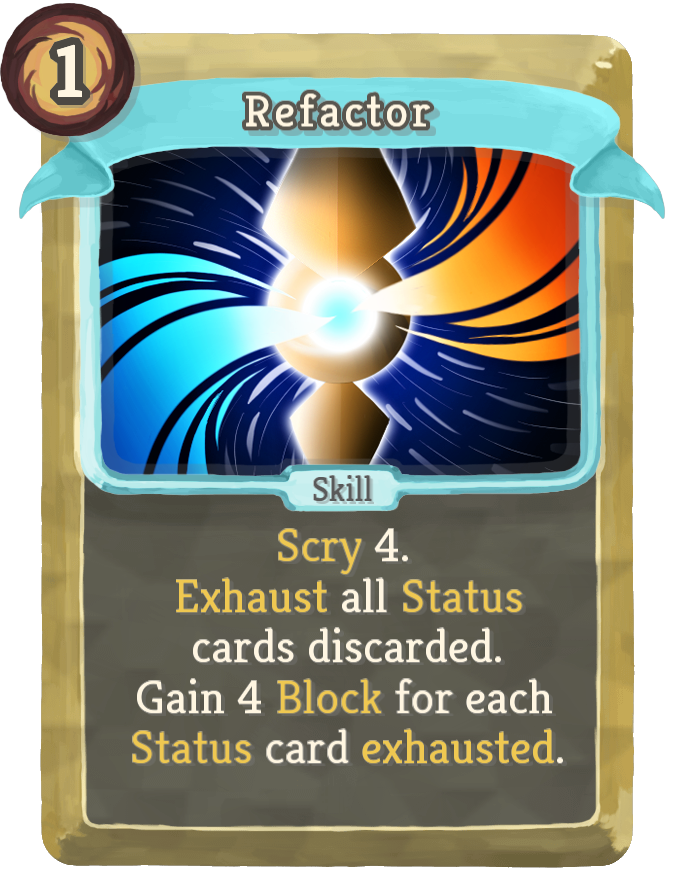 1
Refactor
Skill
Scry 4.
Exhaust all Status
cards discarded.
Gain 4 Block for each
Status card exhausted.